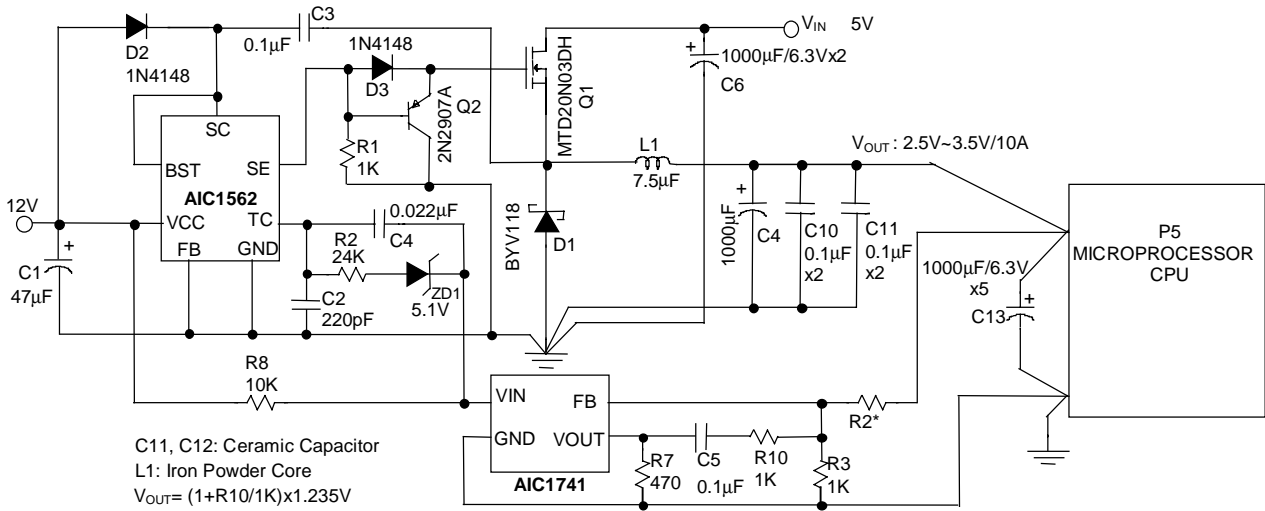 C3
0.1µF
D2
1N4148
1N4148
D3
Q2
2N2907A
MTD20N03DH
Q1
VIN 5V
+
1000µF/6.3Vx2
C6
SC
BST
SE
AIC1562
VCC
TC
FB
GND
12V
+
C1
47µF
R1
1K
0.022µF
C4
R2
24K
ZD1
5.1V
C2
220pF
BYV118
D1
L1
7.5µF
VOUT: 2.5V~3.5V/10A
+
1000µF
C4
C10
0.1µF
x2
C11
0.1µF
x2
1000µF/6.3V
x5
+
C13
P5
MICROPROCESSOR
CPU
R8
10K
VIN
FB
GND
VOUT
AIC1741
R2*
R7
470
C5
0.1µF
R10
1K
R3
1K
C11, C12: Ceramic Capacitor
L1: Iron Powder Core
VOUT= (1+R10/1K)x1.235V